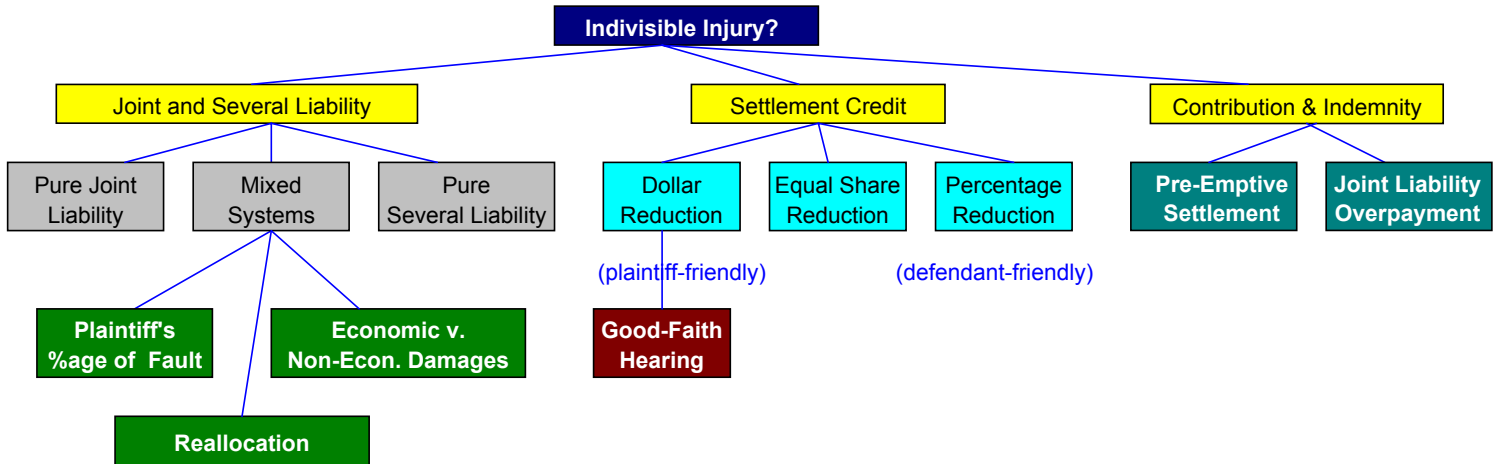 Indivisible Injury?
Joint and Several Liability
Settlement Credit
Contribution & Indemnity
Pure Joint
Liability
Mixed
Systems
Pure
Several Liability
Dollar
Reduction
Equal Share
Reduction
Percentage
Reduction
Pre-Emptive
Settlement
Joint Liability
Overpayment
(plaintiff-friendly)
(defendant-friendly)
Plaintiff's
%age of Fault
Economic v.
Non-Econ. Damages
Good-Faith
Hearing
Reallocation